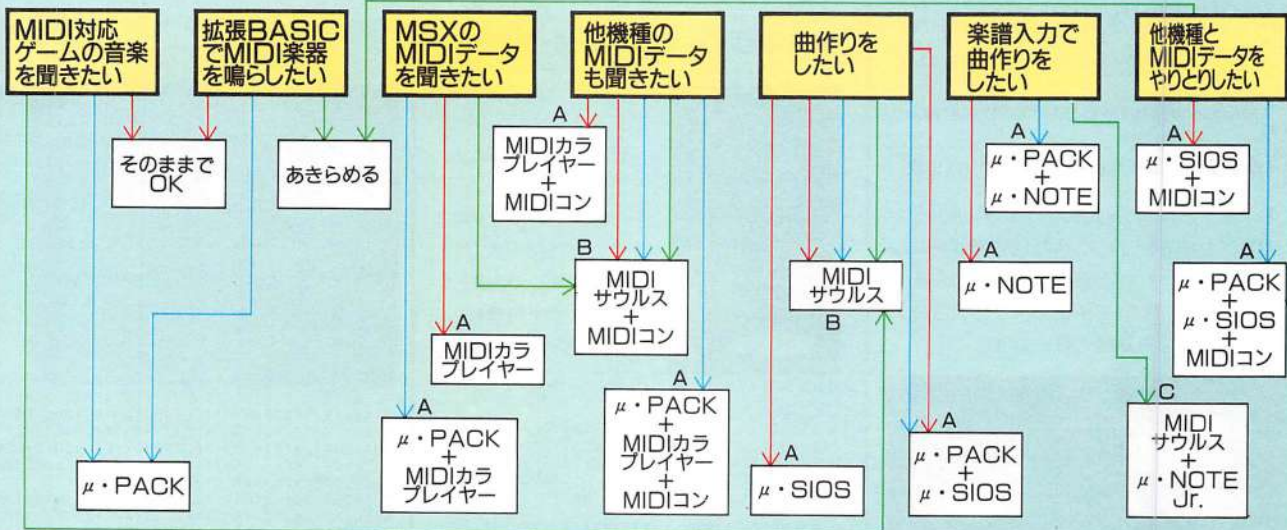 MIDI対応
ゲームの音楽
を聞きたい
拡張BASIC
でMIDI楽器
を鳴らしたい
MSXの
MIDIデータ
を聞きたい
他機種の
MIDIデータ
も聞きたい
曲作りを
したい
楽譜入力で
曲作りを
したい
他機種と
MIDIデータを
やりとりしたい
そのままで
OK
あきらめる
A
MIDIカラ
プレイヤー
+
MIDIコン
A
μ・PACK
+
μ・NOTE
A
μ・SIOS
+
MIDIコン
B
MIDI
サウルス
+
MIDIコン
MIDI
サウルス
B
A
μ・NOTE
A
μ・PACK
+
μ・SIOS
+
MIDIコン
A
MIDIカラ
プレイヤー
A
μ・PACK
+
MIDIカラ
プレイヤー
A
μ・PACK
+
MIDIカラ
プレイヤー
+
MIDIコン
A
μ・SIOS
A
μ・PACK
+
μ・SIOS
C
MIDI
サウルス
+
μ・NOTE
Jr.
μ・PACK